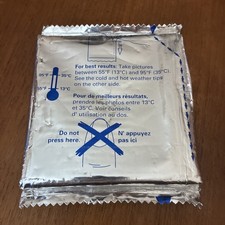 For best results: Take pictures
between 55°F (13°C) and 95°F (35°C).
See the cold and hot weather tips
on the other side.
95°F 35°C
55°F 13°C
Pour de meilleurs résultats,
prendre les photos entre 13°C
et 35°C. Voir conseils
d'utilisation au dos.
Do not N' appuyez
press here. pas ici